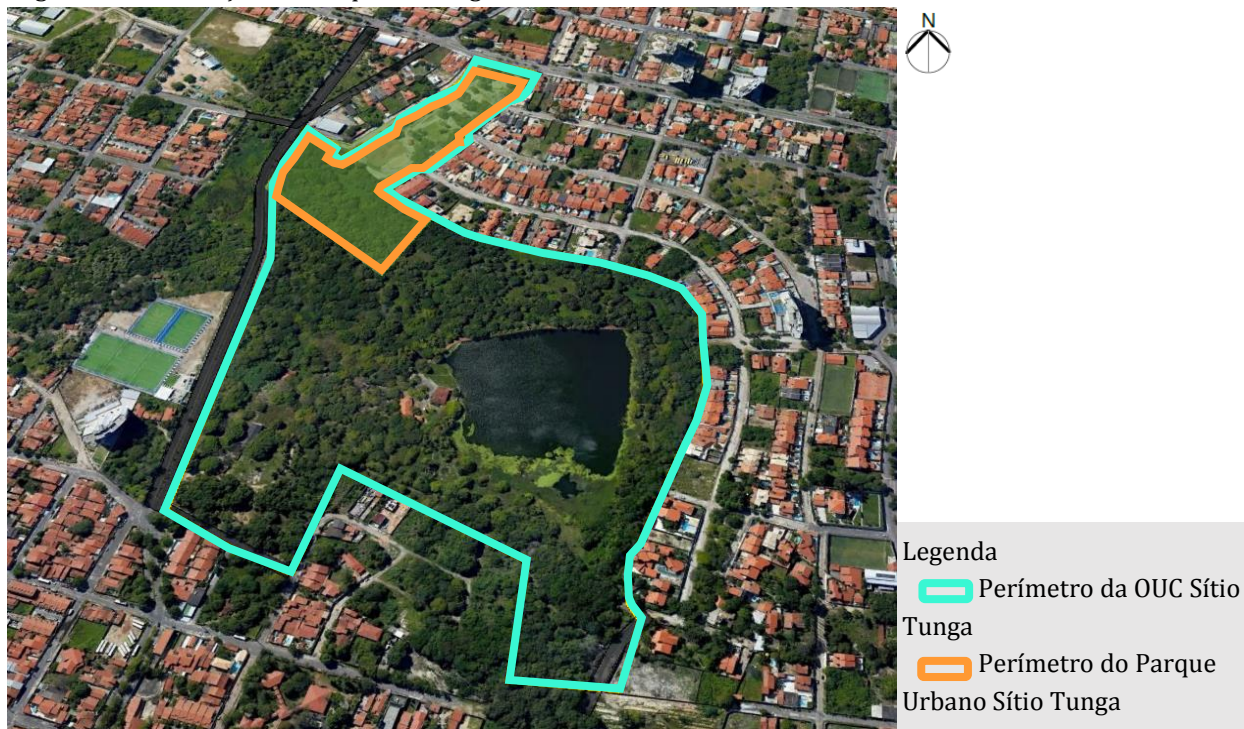 N
Legenda
Perímetro da OUC Sítio
Tunga
Perímetro do Parque
Urbano Sítio Tunga